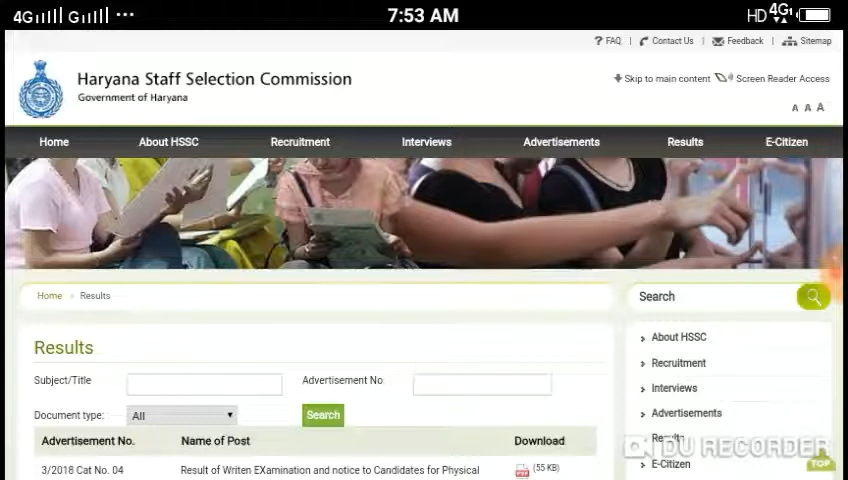 4G G ••• 7:53 AM HD 4G
? FAQ | Contact Us | Feedback | Sitemap
Haryana Staff Selection Commission
Government of Haryana
Skip to main content Screen Reader Access
A A A
Home About HSSC Recruitment Interviews Advertisements Results E-Citizen
Home Results
Search
Results
Subject/Title Advertisement No
Document type: All Search
Advertisement No. Name of Post Download
3/2018 Cat No. 04 Result of Writen EXamination and notice to Candidates for Physical PDF (55 KB)
About HSSC
Recruitment
Interviews
Advertisements
Results
E-Citizen
DU RECORDER
TOP